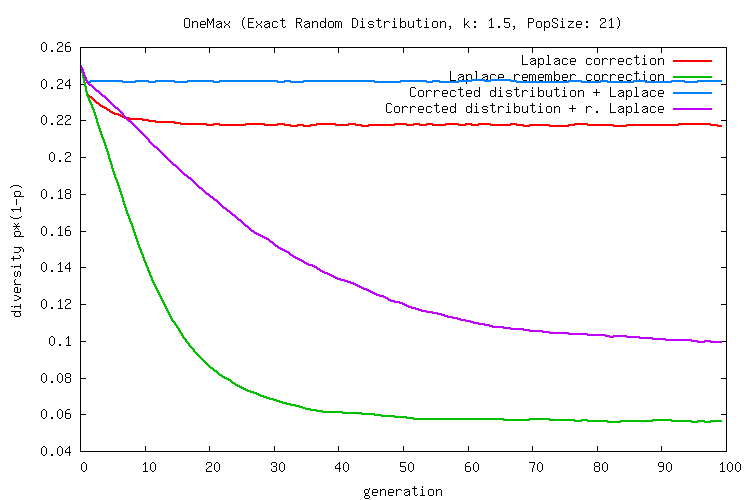 OneMax (Exact Random Distribution, k: 1.5, PopSize: 21)
0.26
0.24
0.22
0.2
0.18
0.16
0.14
0.12
0.1
0.08
0.06
0.04
diversity p*(1-p)
Laplace correction
Laplace remember correction
Corrected distribution + Laplace
Corrected distribution + r. Laplace
0 10 20 30 40 50 60 70 80 90 100
generation